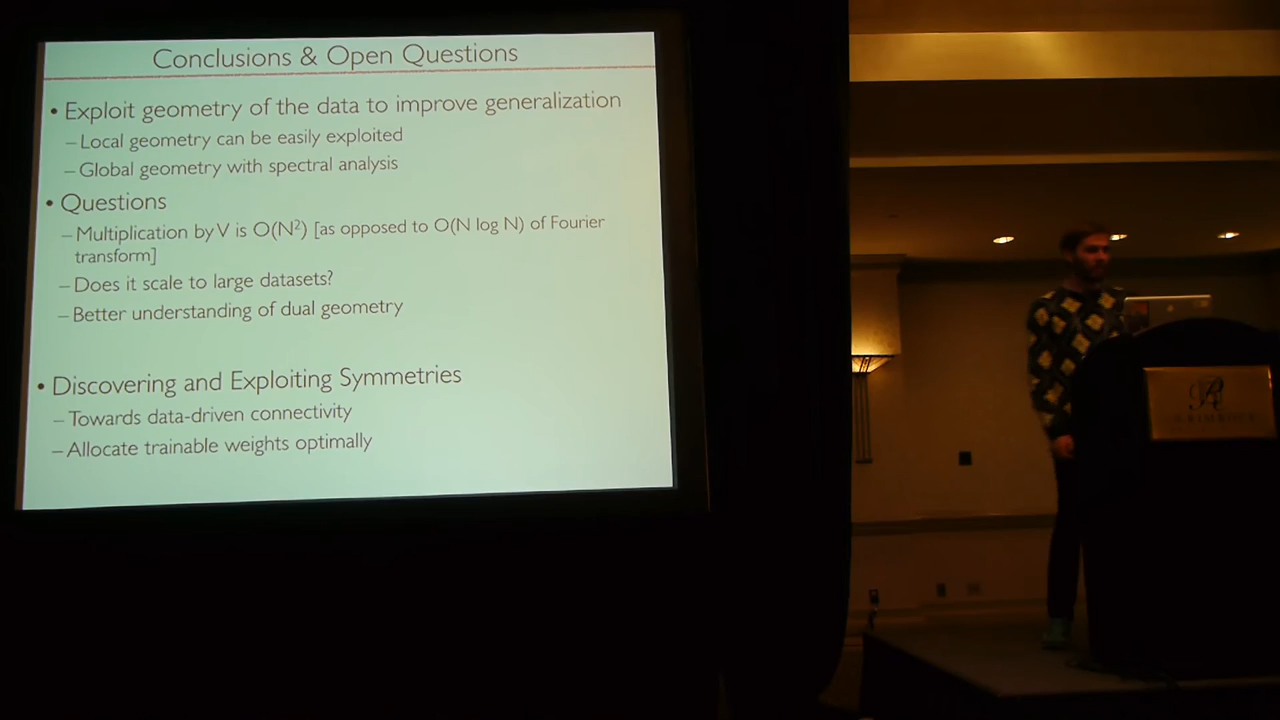 Conclusions & Open Questions
• Exploit geometry of the data to improve generalization
– Local geometry can be easily exploited
– Global geometry with spectral analysis
• Questions
– Multiplication by V is O(N²) [as opposed to O(N log N) of Fourier
transform]
– Does it scale to large datasets?
– Better understanding of dual geometry
• Discovering and Exploiting Symmetries
– Towards data-driven connectivity
– Allocate trainable weights optimally